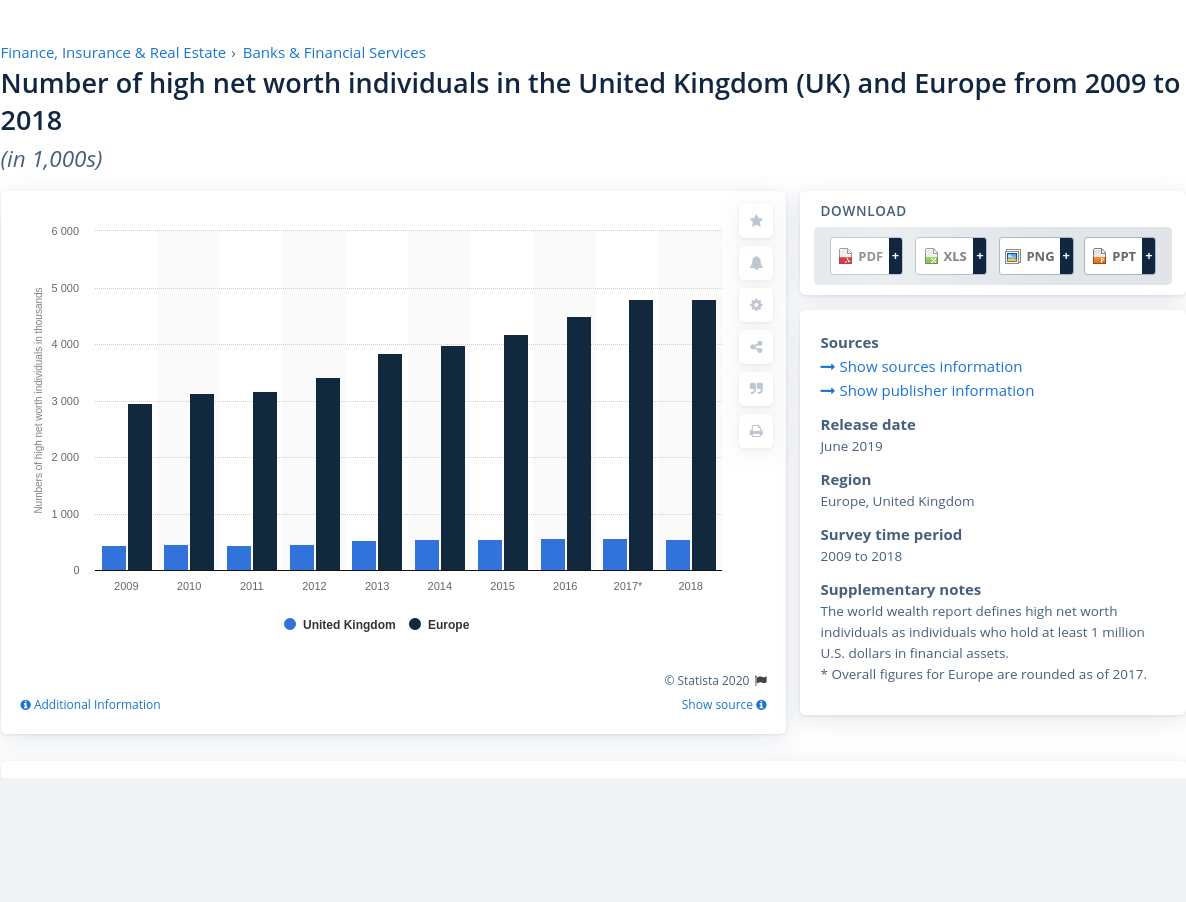 Finance, Insurance & Real Estate › Banks & Financial Services
Number of high net worth individuals in the United Kingdom (UK) and Europe from 2009 to
2018
(in 1,000s)
Numbers of high net worth individuals in thousands
6 000
5 000
4 000
3 000
2 000
1 000
0
2009 2010 2011 2012 2013 2014 2015 2016 2017* 2018
United Kingdom Europe
© Statista 2020
Additional Information Show source
DOWNLOAD
PDF + XLS + PNG + PPT +
Sources
Show sources information
Show publisher information
Release date
June 2019
Region
Europe, United Kingdom
Survey time period
2009 to 2018
Supplementary notes
The world wealth report defines high net worth
individuals as individuals who hold at least 1 million
U.S. dollars in financial assets.
* Overall figures for Europe are rounded as of 2017.